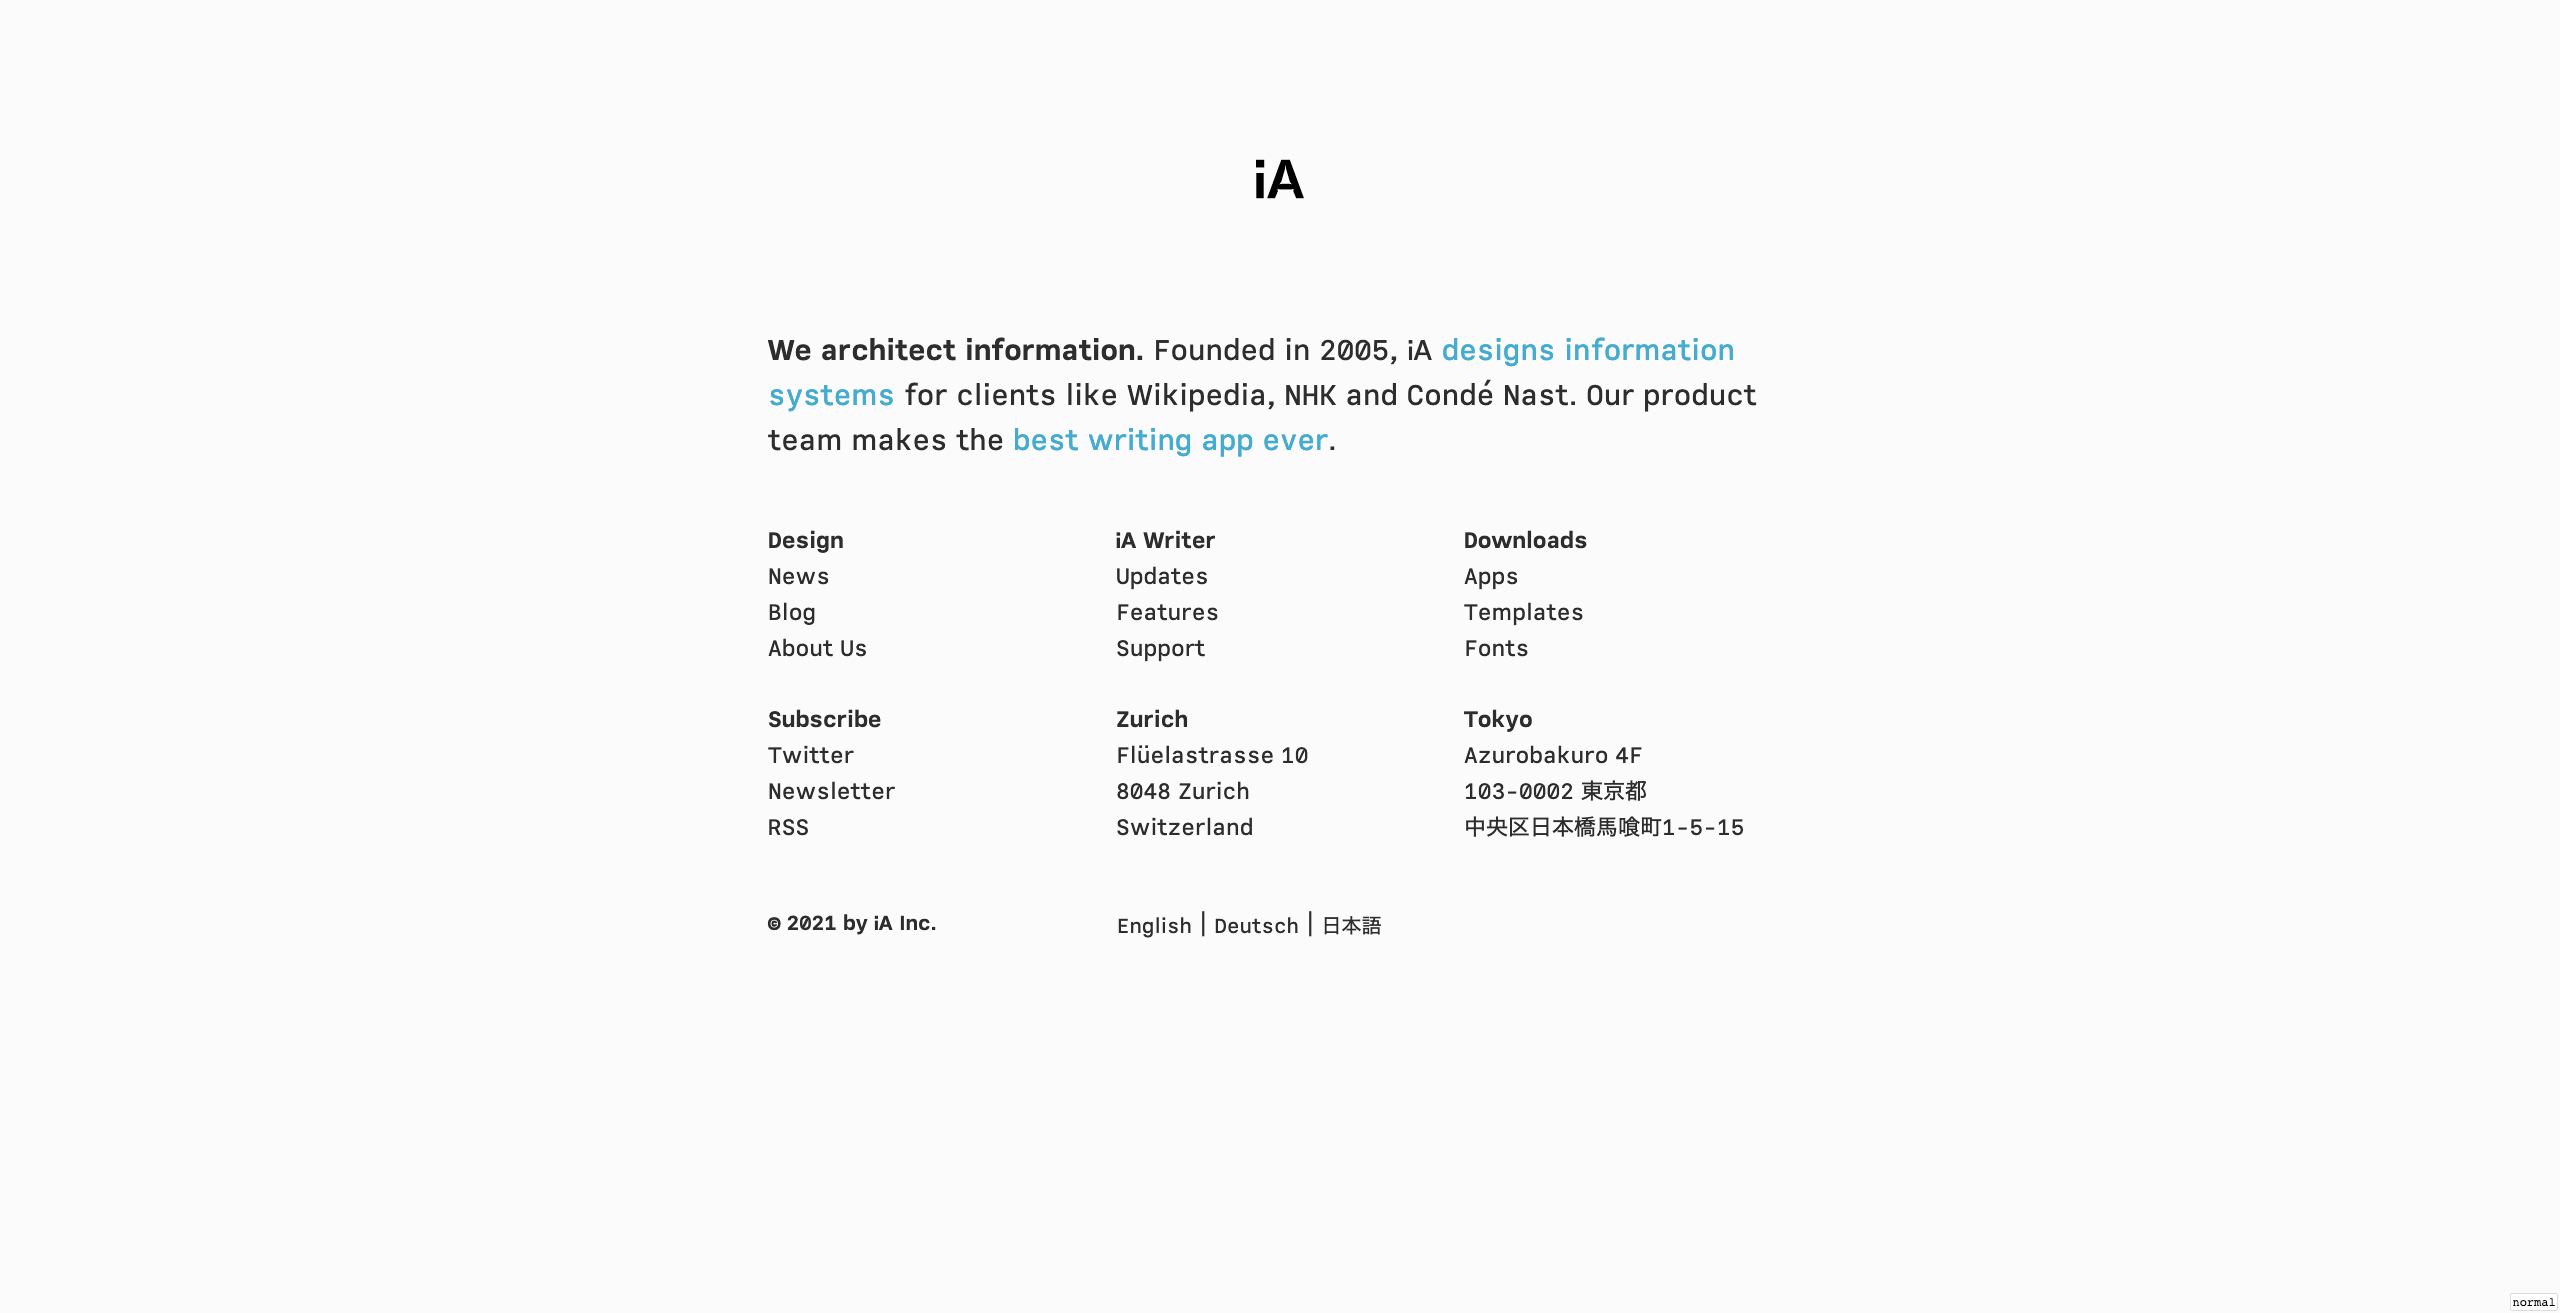 iA
We architect information. Founded in 2005, iA designs information
systems for clients like Wikipedia, NHK and Condé Nast. Our product
team makes the best writing app ever.
Design
News
Blog
About Us
iA Writer
Updates
Features
Support
Downloads
Apps
Templates
Fonts
Subscribe
Twitter
Newsletter
RSS
Zurich
Flüelastrasse 10
8048 Zurich
Switzerland
Tokyo
Azurobakuro 4F
103-0002 東京都
中央区日本橋馬喰町1-5-15
© 2021 by iA Inc.
English | Deutsch | 日本語
normal